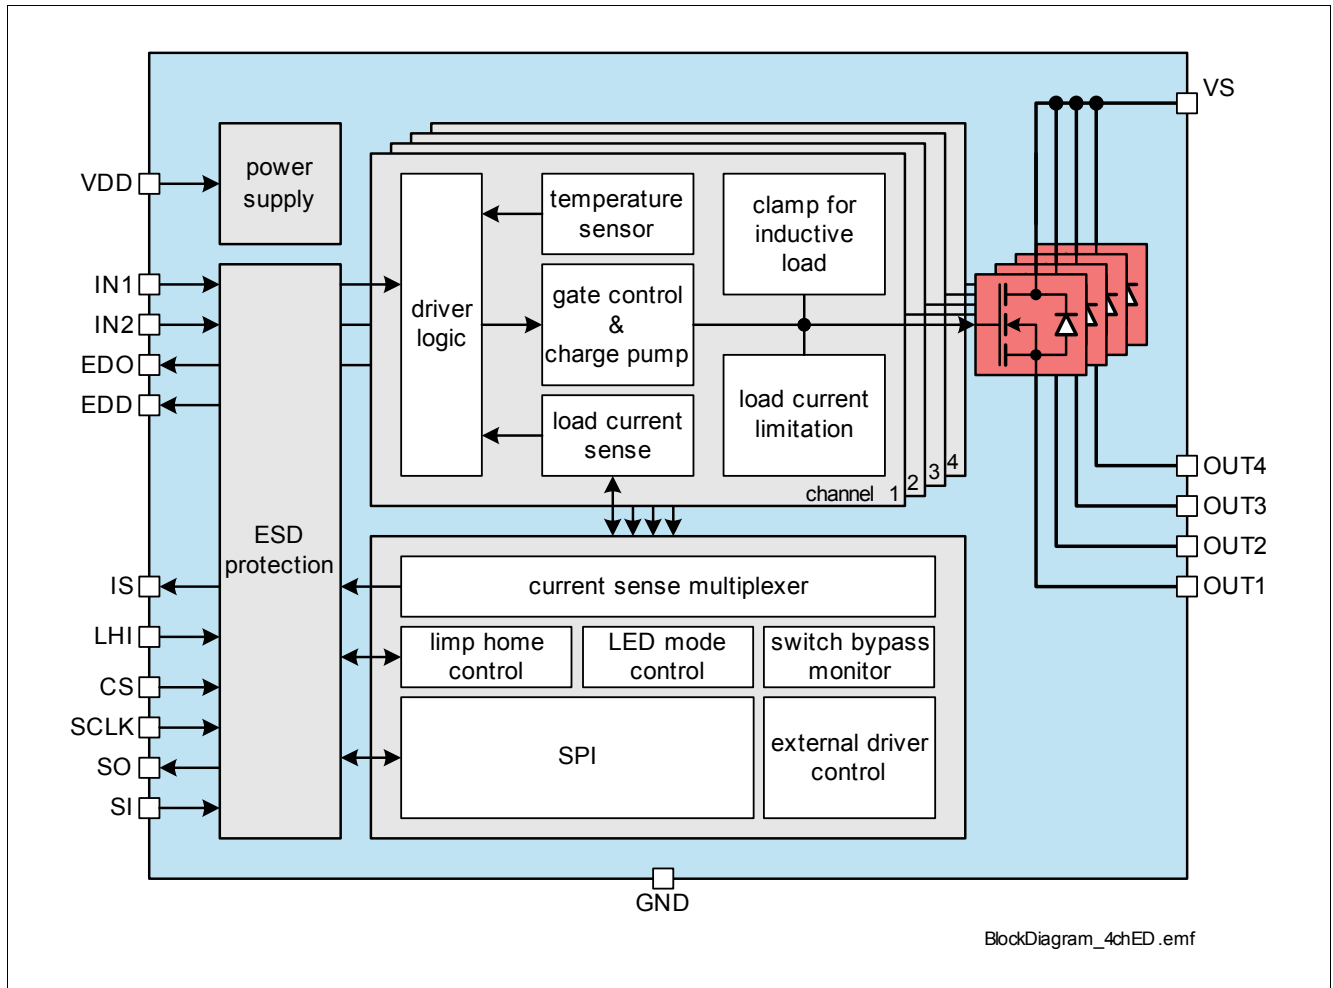 VS
VDD
power
supply
temperature
sensor
clamp for
inductive
load
IN1
IN2
EDO
EDD
driver
logic
gate control
&
charge pump
load current
sense
load current
limitation
channel 1
2
3
4
OUT4
OUT3
OUT2
OUT1
ESD
protection
IS
LHI
CS
SCLK
SO
SI
current sense multiplexer
limp home
control
LED mode
control
switch bypass
monitor
SPI
external driver
control
GND
BlockDiagram_4chED.emf